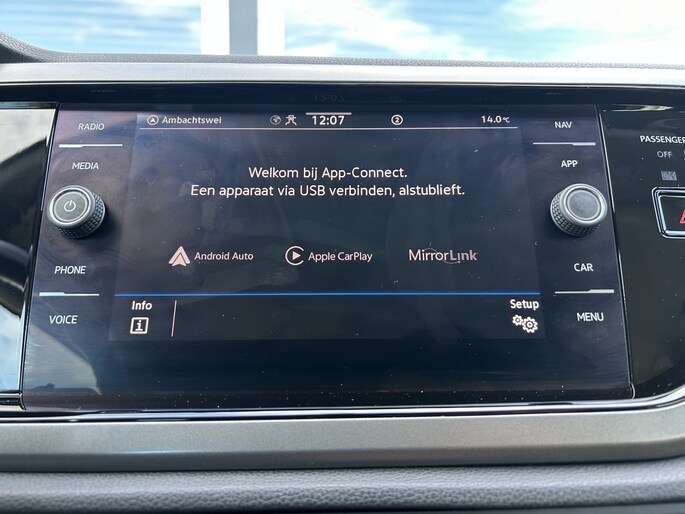 RADIO
MEDIA
PHONE
VOICE
Ambachtswei
12:07
2
14.0°C
Welkom bij App-Connect.
Een apparaat via USB verbinden, alstublieft.
Android Auto
Apple CarPlay
MirrorLink
Info
Setup
NAV
APP
CAR
MENU
PASSENGER
OFF